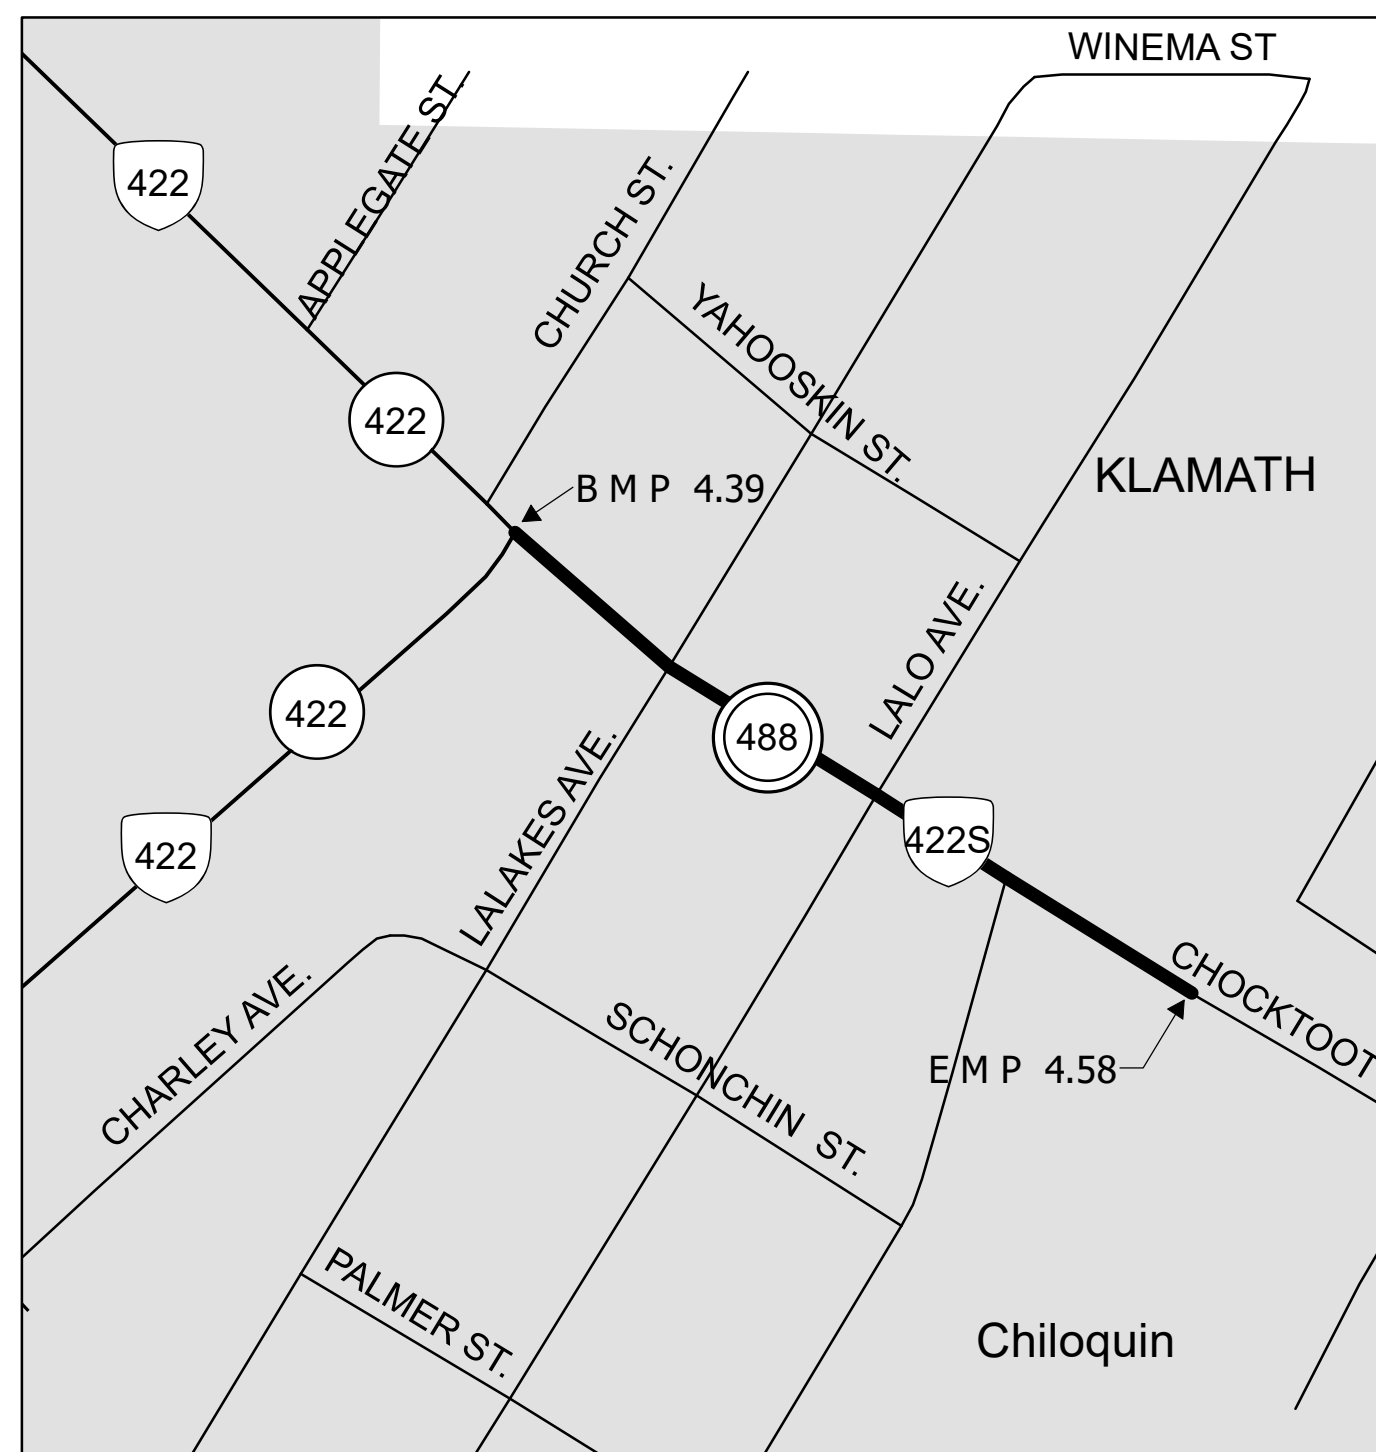 WINEMA ST
APPLEGATE ST.
422
CHURCH ST.
YAHOOSKIN ST.
422
KLAMATH
B M P 4.39
LALO AVE.
422
488
LALAKES AVE.
422
422S
CHOCKTOOT
CHARLEY AVE.
SCHONCHIN ST.
E M P 4.58
PALMER ST.
Chiloquin